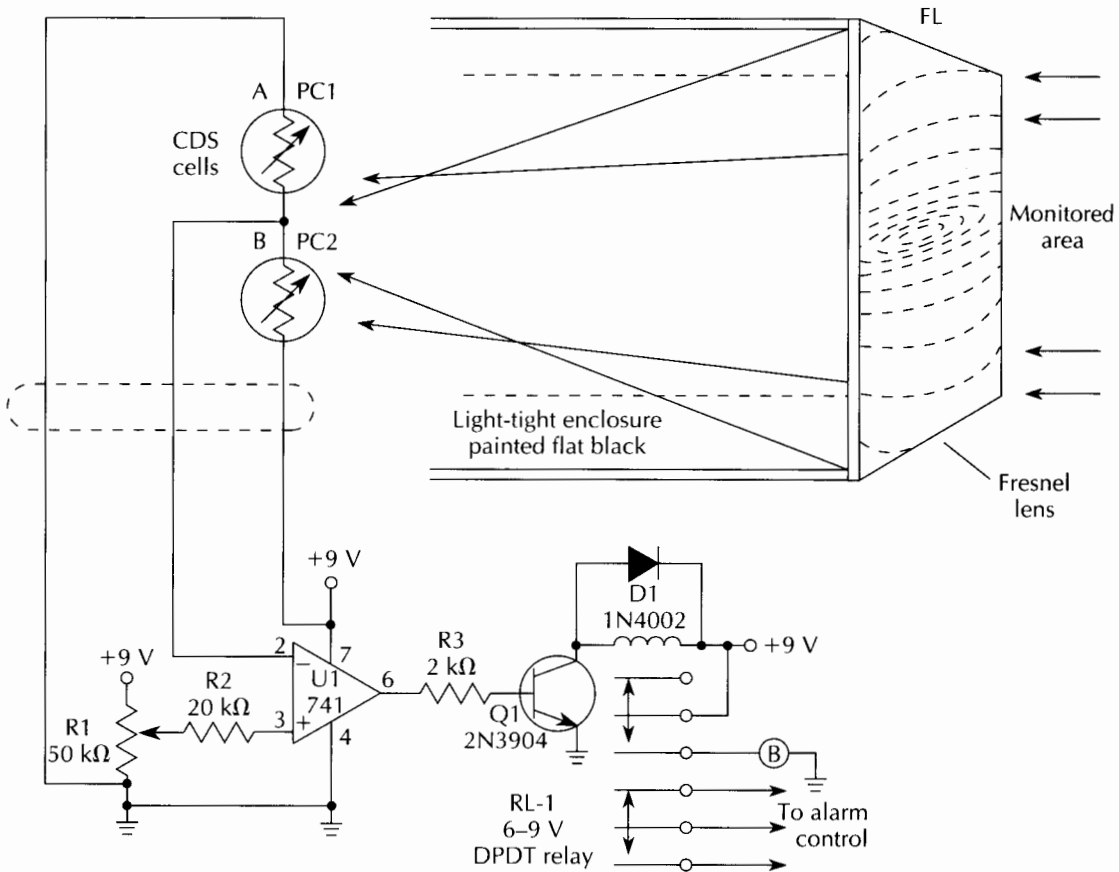 FL
A PC1
CDS
cells
B PC2
Monitored
area
Light-tight enclosure
painted flat black
Fresnel
lens
+9 V
D1
1N4002
+9 V
2
7
−
U1
741
6
3
+
4
R3
2 kΩ
+9 V
R2
20 kΩ
R1
50 kΩ
Q1
2N3904
B
RL-1
6–9 V
DPDT relay
To alarm
control